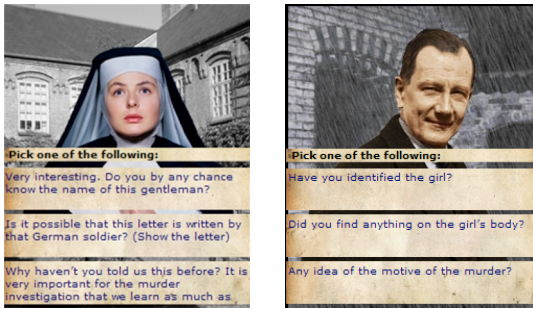 Pick one of the following:
Very interesting. Do you by any chance
know the name of this gentleman?
Is it possible that this letter is written by
that German soldier? (Show the letter)
Why haven't you told us this before? It is
very important for the murder
investigation that we learn as much as
Pick one of the following:
Have you identified the girl?
Did you find anything on the girl's body?
Any idea of the motive of the murder?